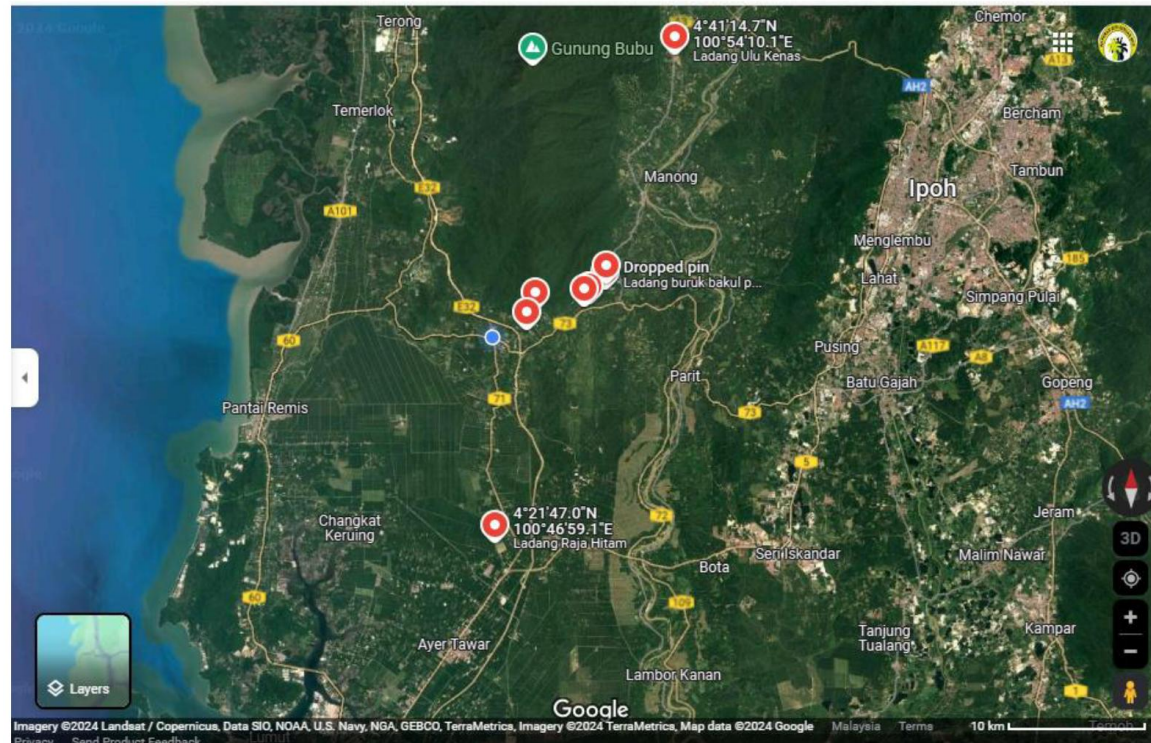 Terong
Chemor
4°41'14.7"N
100°54'10.1"E
Ladang Ulu Kenas
Gunung Bubu
A13
AH2
Temerlok
Bercham
Manong
Tambun
E32
Ipoh
A101
Menglembu
185
Dropped pin
Ladang buruk bakul p...
Lahat
Simpang Pulai
E32
73
60
Pusing
A117
A8
Parit
Batu Gajah
Gopeng
71
AH2
Pantai Remis
73
5
4°21'47.0"N
100°46'59.1"E
Ladang Raja Hitam
Changkat
Keruing
72
Jeram
3D
Seri Iskandar
Malim Nawar
Bota
60
109
Tanjung
Tualang
Kampar
Ayer Tawar
Lambor Kanan
Layers
1
Google
Imagery ©2024 Landsat / Copernicus, Data SIO, NOAA, U.S. Navy, NGA, GEBCO, TerraMetrics, Imagery ©2024 TerraMetrics, Map data ©2024 Google Malaysia Terms 10 km
Privacy Send Product Feedback
Lumut
Temoh